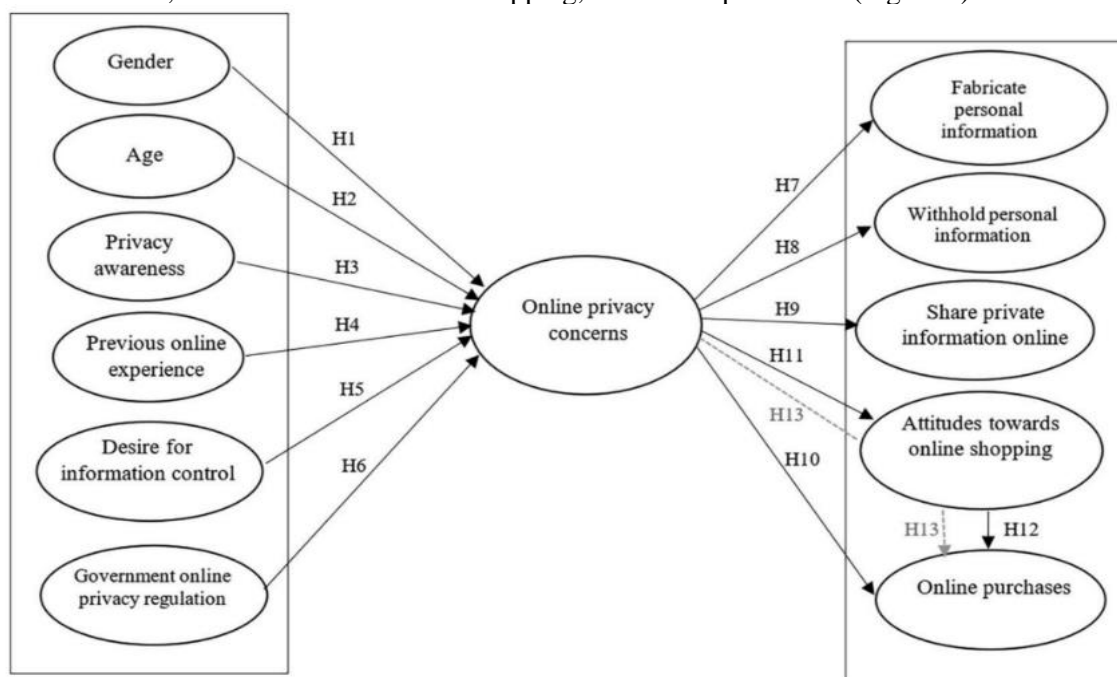 Gender
Age
Privacy
awareness
Previous online
experience
Desire for
information control
Government online
privacy regulation
H1
H2
H3
H4
H5
H6
Online privacy
concerns
H7
H8
H9
H11
H13
H10
Fabricate
personal
information
Withhold personal
information
Share private
information online
Attitudes towards
online shopping
H13
H12
Online purchases